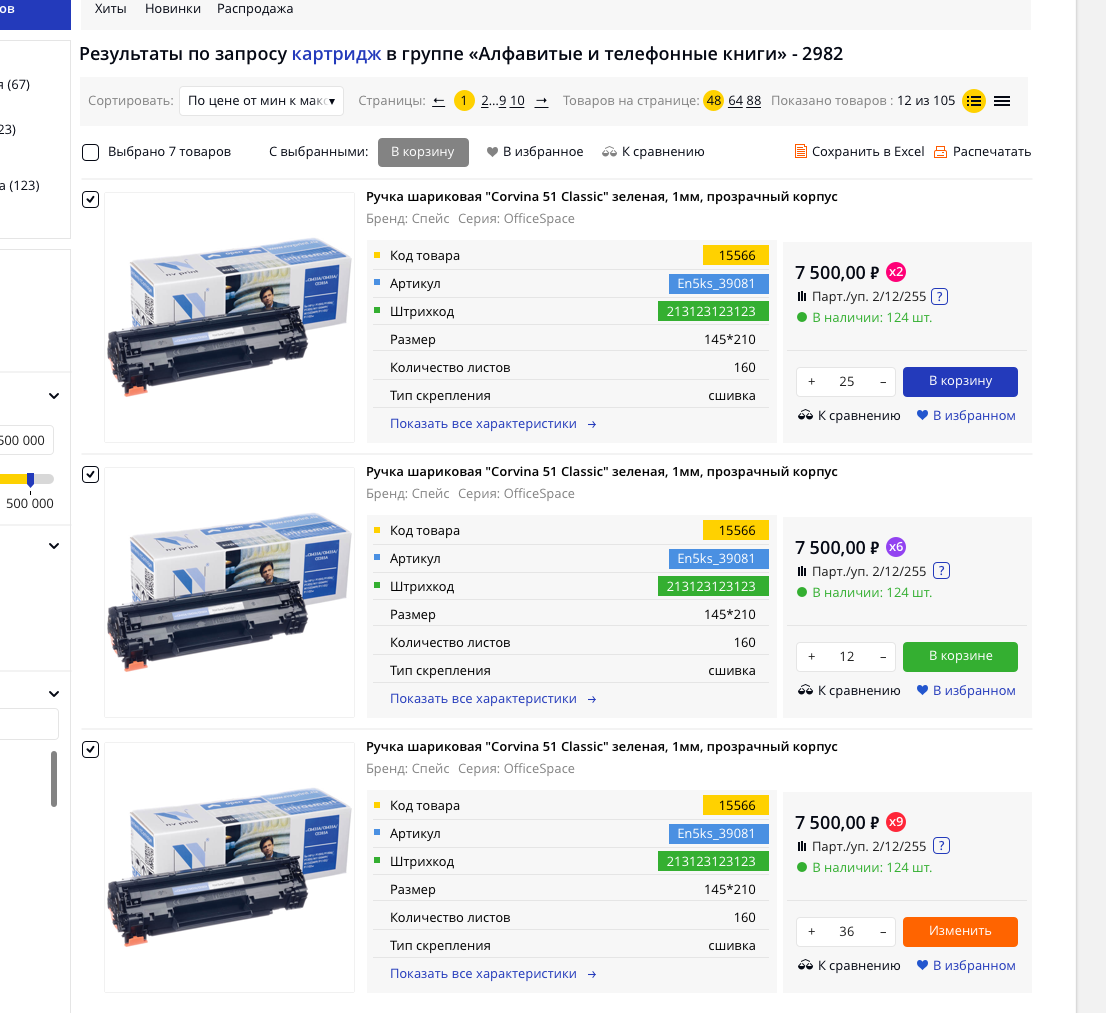 ов
Хиты Новинки Распродажа
Результаты по запросу картридж в группе «Алфавитые и телефонные книги» - 2982
Сортировать: По цене от мин к мак Страницы: ← 1 2...9 10 → Товаров на странице: 48 64 88 Показано товаров : 12 из 105
я (67)
23)
а (123)
500 000
500 000
Выбрано 7 товаров С выбранными: В корзину В избранное К сравнению Сохранить в Excel Распечатать
Ручка шариковая "Corvina 51 Classic" зеленая, 1мм, прозрачный корпус
Бренд: Спейс Серия: OfficeSpace
nv print
Код товара 15566
Артикул En5ks_39081
Штрихкод 213123123123
Размер 145*210
Количество листов 160
Тип скрепления сшивка
Показать все характеристики →
7 500,00 ₽ x2
Парт./уп. 2/12/255 ?
В наличии: 124 шт.
+ 25 – В корзину
К сравнению В избранном
Ручка шариковая "Corvina 51 Classic" зеленая, 1мм, прозрачный корпус
Бренд: Спейс Серия: OfficeSpace
nv print
Код товара 15566
Артикул En5ks_39081
Штрихкод 213123123123
Размер 145*210
Количество листов 160
Тип скрепления сшивка
Показать все характеристики →
7 500,00 ₽ x6
Парт./уп. 2/12/255 ?
В наличии: 124 шт.
+ 12 – В корзине
К сравнению В избранном
Ручка шариковая "Corvina 51 Classic" зеленая, 1мм, прозрачный корпус
Бренд: Спейс Серия: OfficeSpace
nv print
Код товара 15566
Артикул En5ks_39081
Штрихкод 213123123123
Размер 145*210
Количество листов 160
Тип скрепления сшивка
Показать все характеристики →
7 500,00 ₽ x9
Парт./уп. 2/12/255 ?
В наличии: 124 шт.
+ 36 – Изменить
К сравнению В избранном